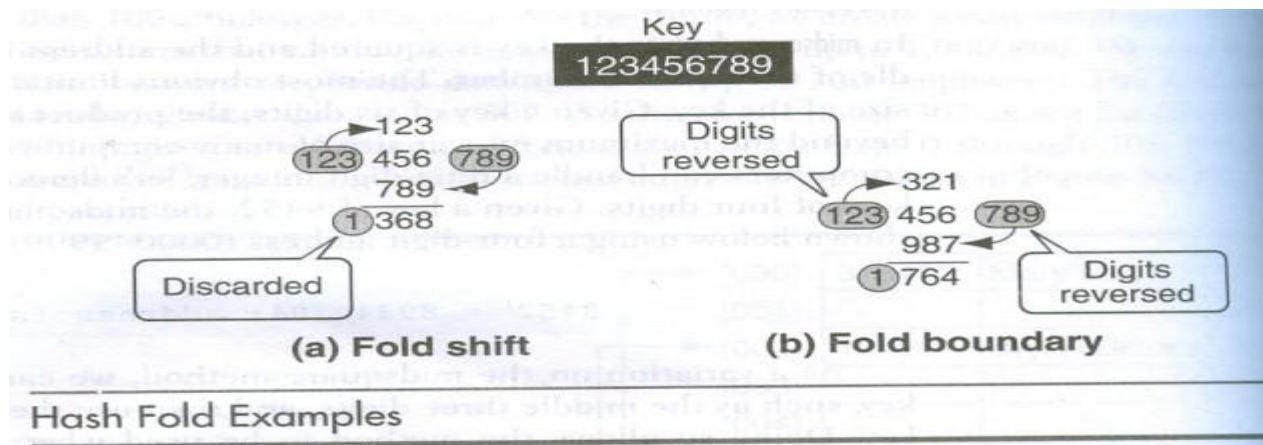 Key
123456789
123
123 456 789
789
1 368
Discarded
(a) Fold shift
Digits
reversed
321
123 456 789
987
1 764
Digits
reversed
(b) Fold boundary
Hash Fold Examples